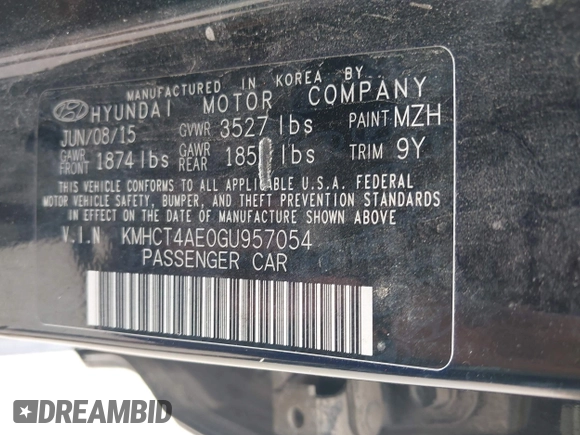 MANUFACTURED IN KOREA BY
HYUNDAI MOTOR COMPANY
JUN/08/15 GVWR 3527 lbs PAINT MZH
GAWR FRONT 1874 lbs GAWR REAR lbs TRIM 9Y
THIS VEHICLE CONFORMS TO ALL APPLICABLE U.S.A. FEDERAL
MOTOR VEHICLE SAFETY, BUMPER, AND THEFT PREVENTION STANDARDS
IN EFFECT ON THE DATE OF MANUFACTURE SHOWN ABOVE
V.I.N KMHCT4AE0GU957054
PASSENGER CAR
DREAMBID